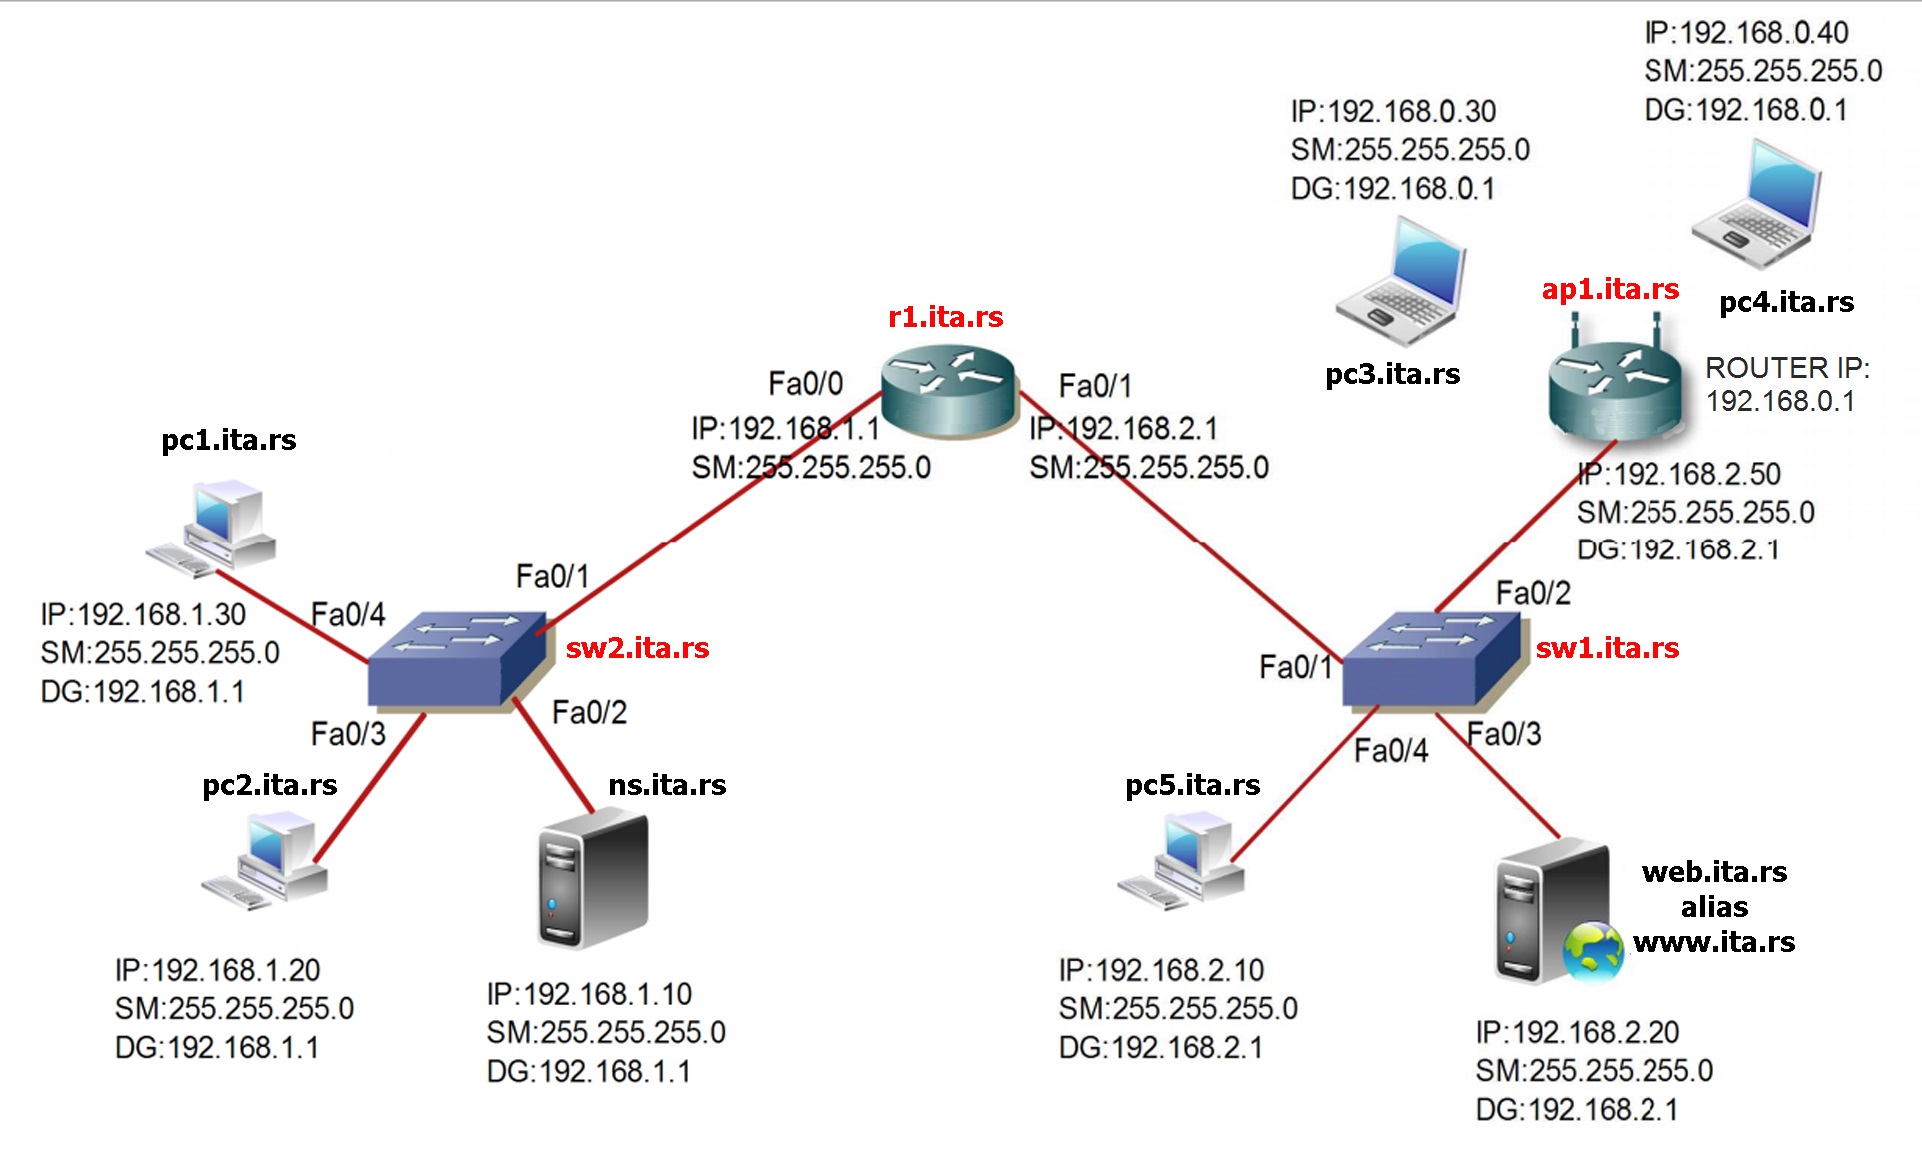 IP:192.168.0.40
SM:255.255.255.0
DG:192.168.0.1
IP:192.168.0.30
SM:255.255.255.0
DG:192.168.0.1
ap1.ita.rs
pc4.ita.rs
r1.ita.rs
pc3.ita.rs
ROUTER IP:
192.168.0.1
Fa0/0
Fa0/1
IP:192.168.1.1
SM:255.255.255.0
IP:192.168.2.1
SM:255.255.255.0
pc1.ita.rs
IP:192.168.2.50
SM:255.255.255.0
DG:192.168.2.1
Fa0/1
Fa0/2
IP:192.168.1.30
SM:255.255.255.0
DG:192.168.1.1
Fa0/4
sw2.ita.rs
sw1.ita.rs
Fa0/1
Fa0/2
Fa0/3
Fa0/4
Fa0/3
pc2.ita.rs
ns.ita.rs
pc5.ita.rs
web.ita.rs
alias
www.ita.rs
IP:192.168.1.20
SM:255.255.255.0
DG:192.168.1.1
IP:192.168.1.10
SM:255.255.255.0
DG:192.168.1.1
IP:192.168.2.10
SM:255.255.255.0
DG:192.168.2.1
IP:192.168.2.20
SM:255.255.255.0
DG:192.168.2.1